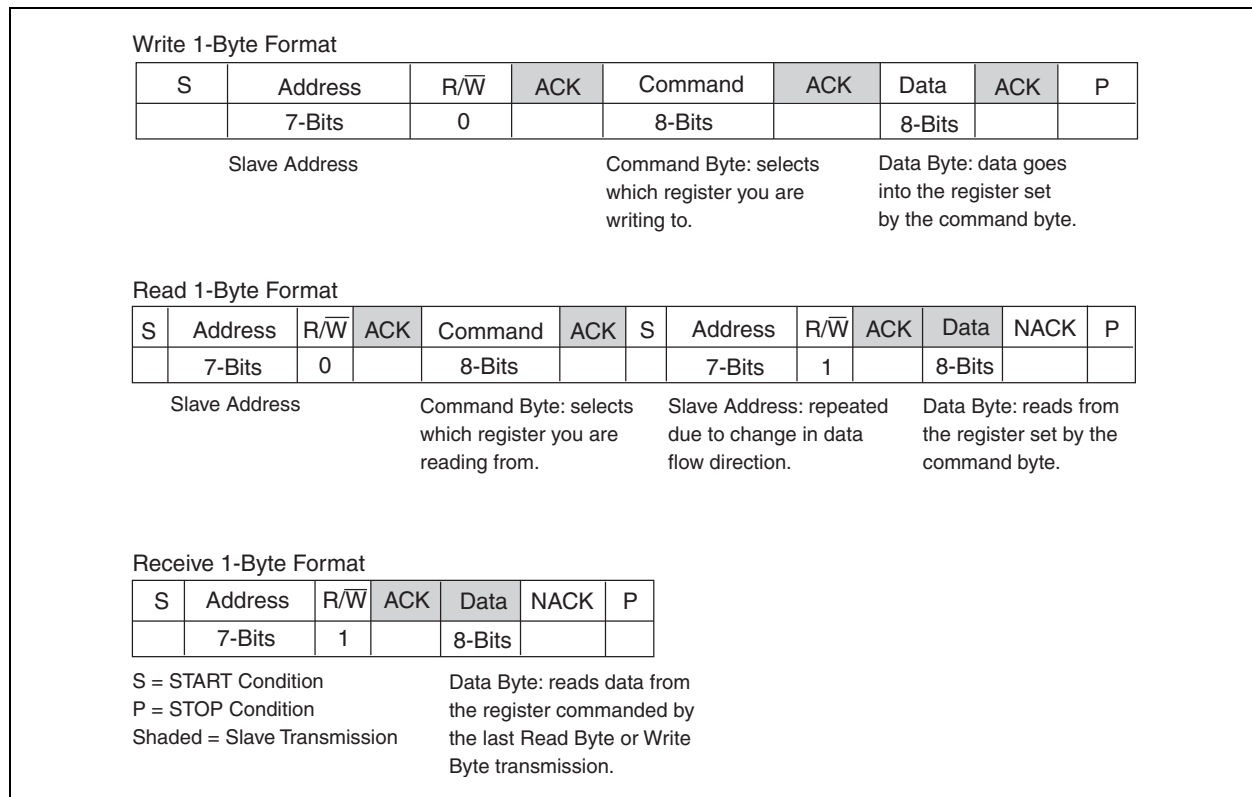 Write 1-Byte Format
S Address R/W̅ ACK Command ACK Data ACK P
7-Bits 0 8-Bits 8-Bits
Slave Address
Command Byte: selects
which register you are
writing to.
Data Byte: data goes
into the register set
by the command byte.
Read 1-Byte Format
S Address R/W̅ ACK Command ACK S Address R/W̅ ACK Data NACK P
7-Bits 0 8-Bits 7-Bits 1 8-Bits
Slave Address
Command Byte: selects
which register you are
reading from.
Slave Address: repeated
due to change in data
flow direction.
Data Byte: reads from
the register set by the
command byte.
Receive 1-Byte Format
S Address R/W̅ ACK Data NACK P
7-Bits 1 8-Bits
S = START Condition
P = STOP Condition
Shaded = Slave Transmission
Data Byte: reads data from
the register commanded by
the last Read Byte or Write
Byte transmission.